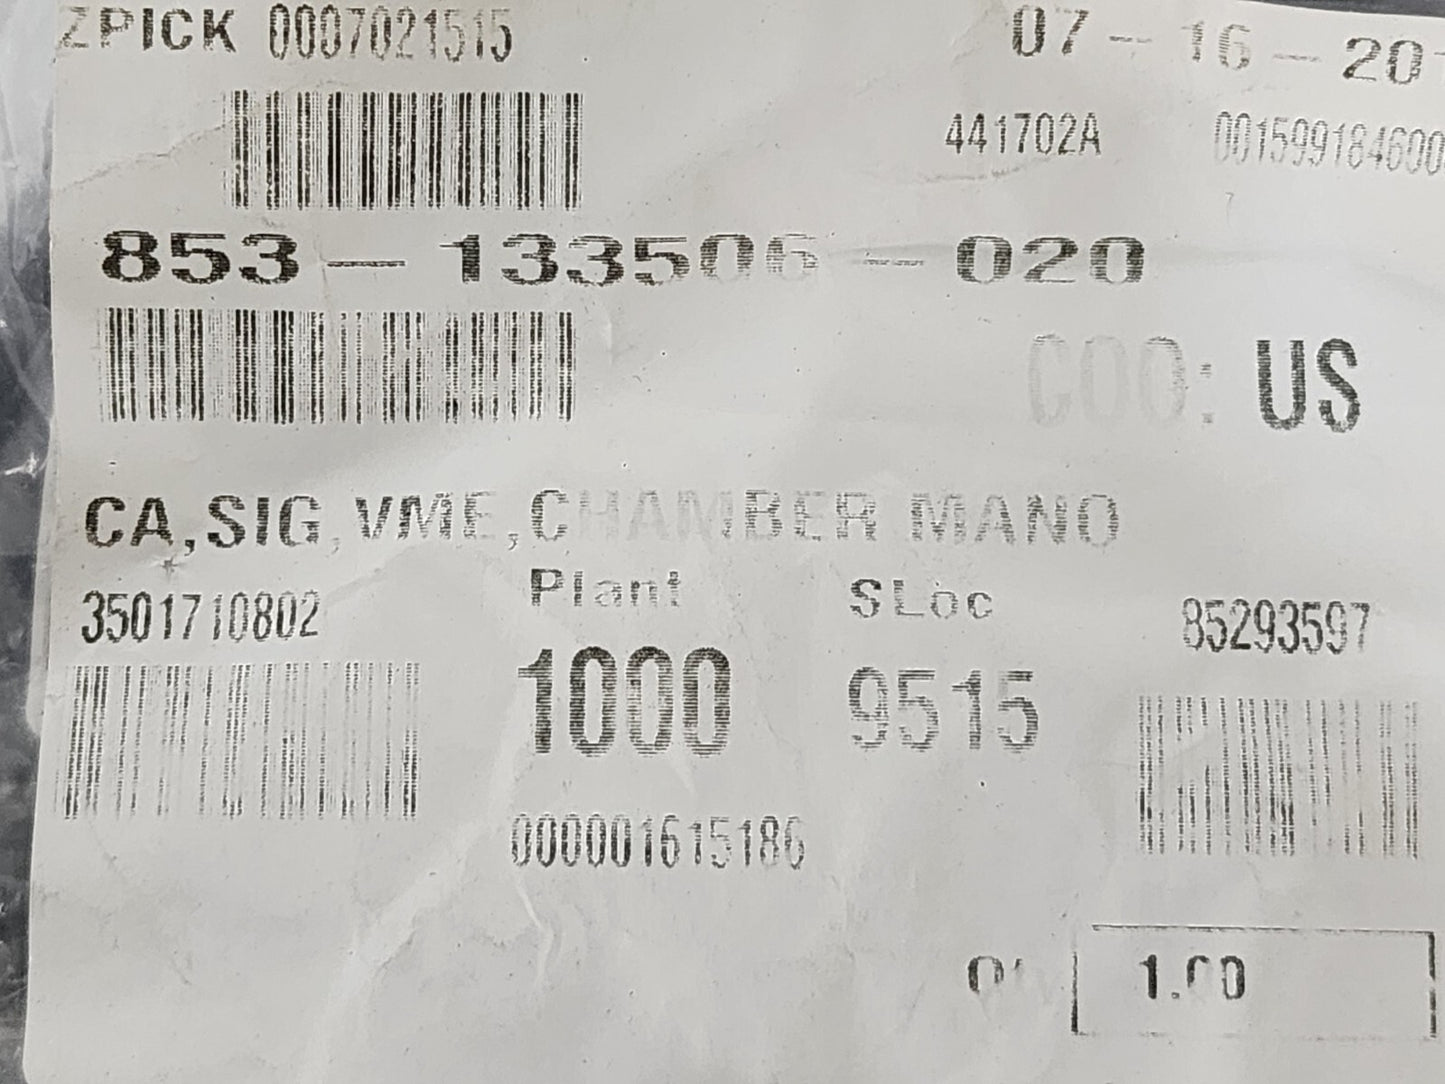 ZPICK 0007021515
07-16-20
441702A 001599184600
853-133506-020
COO: US
CA,SIG,VME,CHAMBER MANO
Plant SLoc
3501710802 85293597
1000 9515
000001615186
1.00